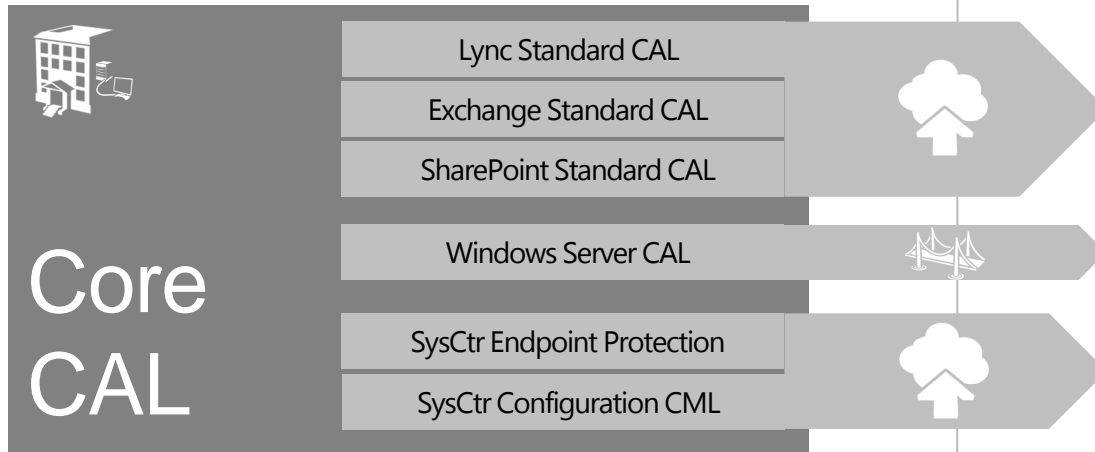 Lync Standard CAL
Exchange Standard CAL
SharePoint Standard CAL
Windows Server CAL
Core
CAL
SysCtr Endpoint Protection
SysCtr Configuration CML